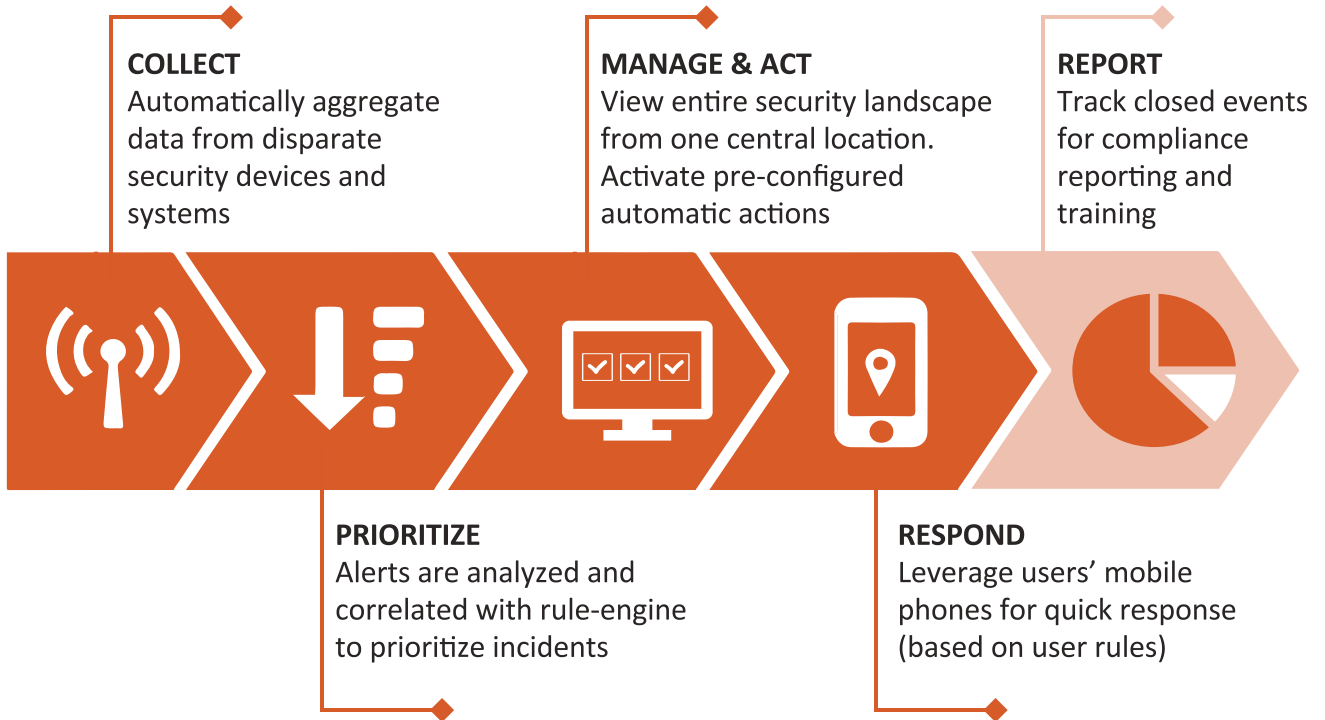 COLLECT
Automatically aggregate
data from disparate
security devices and
systems
PRIORITIZE
Alerts are analyzed and
correlated with rule-engine
to prioritize incidents
MANAGE & ACT
View entire security landscape
from one central location.
Activate pre-configured
automatic actions
RESPOND
Leverage users’ mobile
phones for quick response
(based on user rules)
REPORT
Track closed events
for compliance
reporting and
training